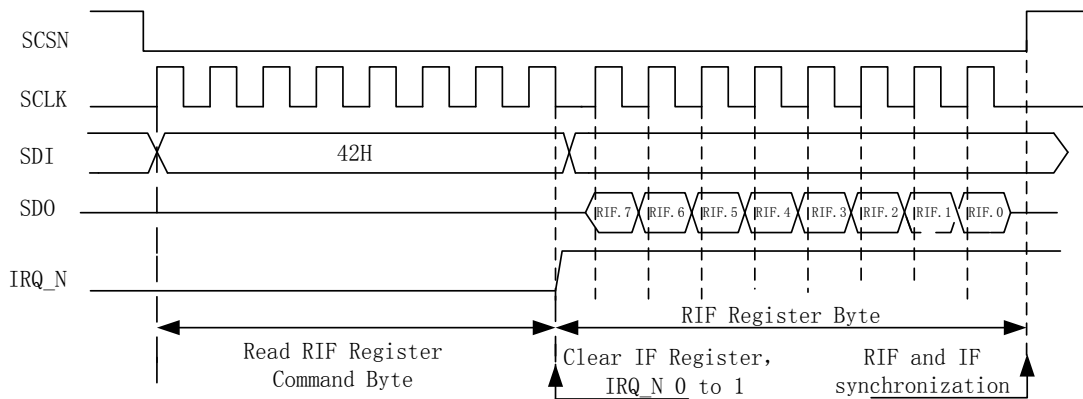 SCSN
SCLK
SDI
42H
SDO
RIF.7 RIF.6 RIF.5 RIF.4 RIF.3 RIF.2 RIF.1 RIF.0
IRQ_N
RIF Register Byte
Read RIF Register
Command Byte
Clear IF Register,
IRQ_N 0 to 1
RIF and IF
synchronization